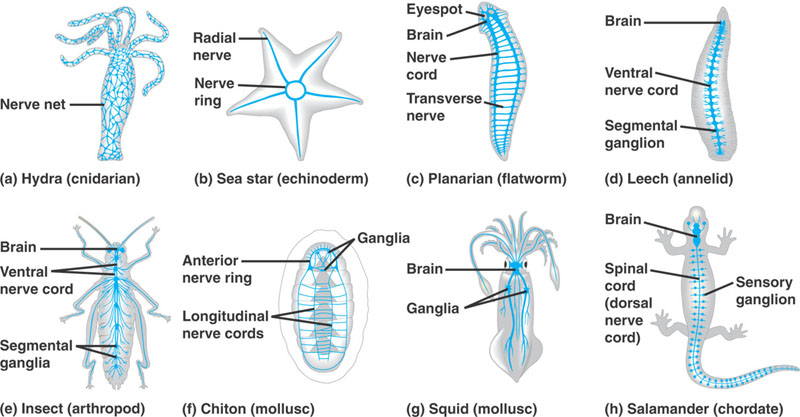 Nerve net
(a) Hydra (cnidarian)
Radial
nerve
Nerve
ring
(b) Sea star (echinoderm)
Eyespot
Brain
Nerve
cord
Transverse
nerve
(c) Planarian (flatworm)
Brain
Ventral
nerve cord
Segmental
ganglion
(d) Leech (annelid)
Brain
Ventral
nerve cord
Segmental
ganglia
(e) Insect (arthropod)
Ganglia
Anterior
nerve ring
Longitudinal
nerve cords
(f) Chiton (mollusc)
Brain
Ganglia
(g) Squid (mollusc)
Brain
Spinal
cord
(dorsal
nerve
cord)
Sensory
ganglion
(h) Salamander (chordate)